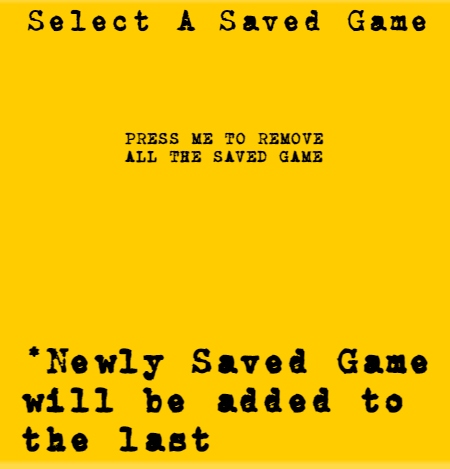 Select A Saved Game
PRESS ME TO REMOVE
ALL THE SAVED GAME
*Newly Saved Game
will be added to
the last